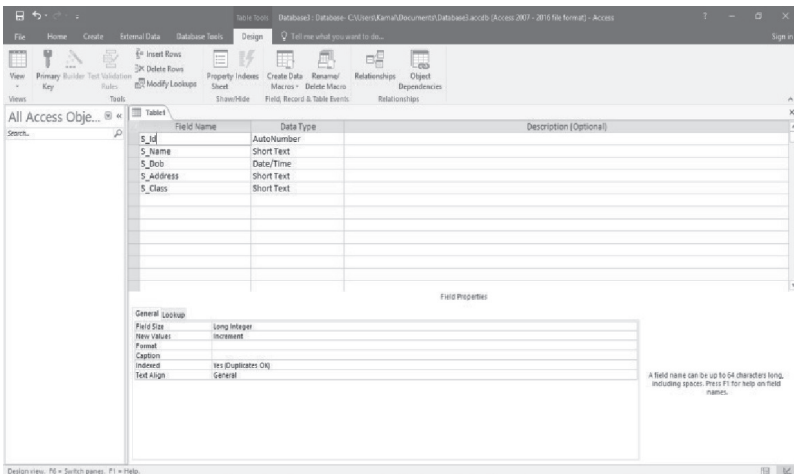 Table Tools Database3 : Database- C:\Users\Kamal\Documents\Database3.accdb (Access 2007 - 2016 file format) - Access
File Home Create External Data Database Tools Design Tell me what you want to do... Sign in
View
Primary Key
Builder
Test Validation Rules
Insert Rows
Delete Rows
Modify Lookups
Property Sheet
Indexes
Create Data Macros
Rename/ Delete Macro
Relationships
Object Dependencies
Views Tools Show/Hide Field, Record & Table Events Relationships
All Access Obje... «
Table1
Search..
Field Name Data Type Description (Optional)
S_Id AutoNumber
S_Name Short Text
S_Dob Date/Time
S_Address Short Text
S_Class Short Text
Field Properties
General Lookup
Field Size Long Integer
New Values Increment
Format
Caption
Indexed Yes (Duplicates OK)
Text Align General
A field name can be up to 64 characters long,
including spaces. Press F1 for help on field
names.
Design view. F6 = Switch panes. F1 = Help.